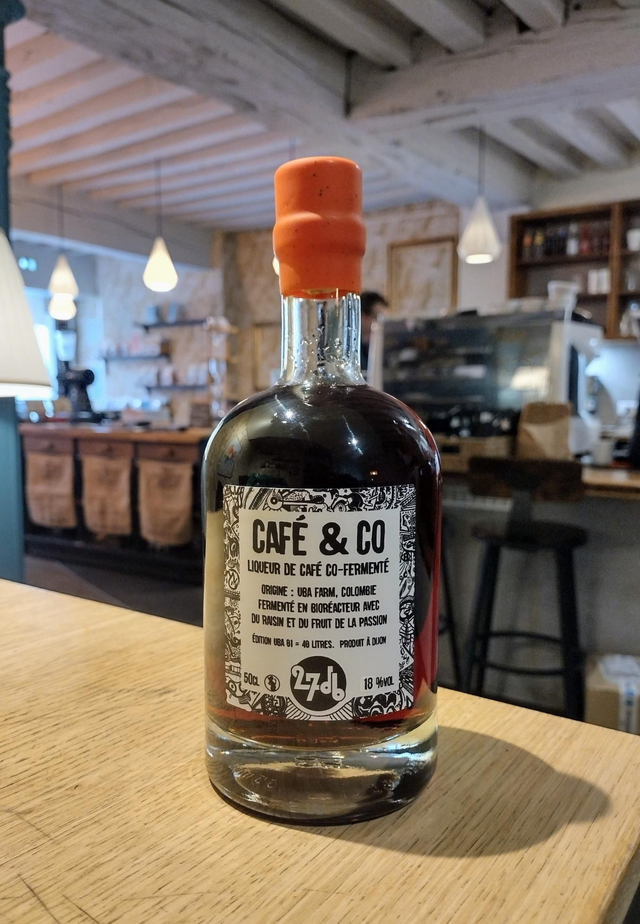 CAFÉ & CO
LIQUEUR DE CAFÉ CO-FERMENTÉ
ORIGINE : UBA FARM, COLOMBIE
FERMENTÉ EN BIORÉACTEUR AVEC
DU RAISIN ET DU FRUIT DE LA PASSION
ÉDITION UBA 01 = 40 LITRES. PRODUIT À DIJON
50CL
27db
18 %VOL